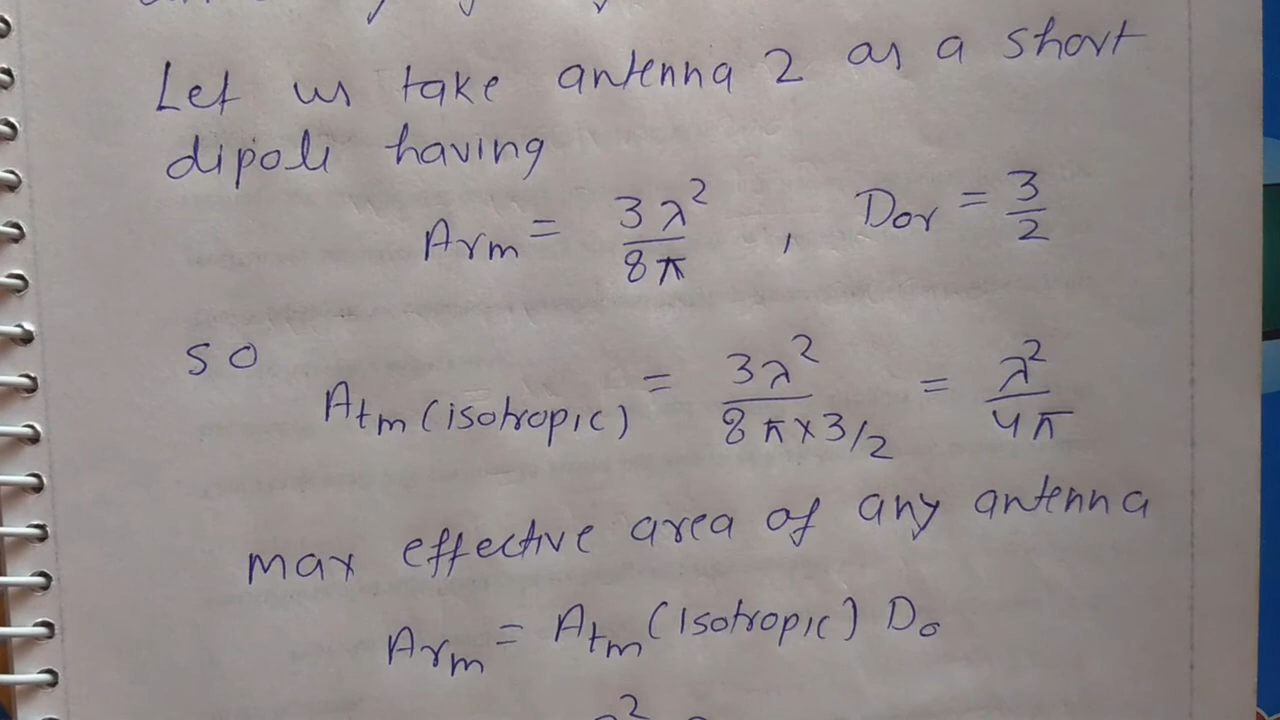 Let us take antenna 2 as a short
dipole having
Arm = 3λ²/8π , Dor = 3/2
so
Atm (isotropic) = 3λ²/8π×3/2 = λ²/4π
max effective area of any antenna
Arm = Atm (Isotropic) Do